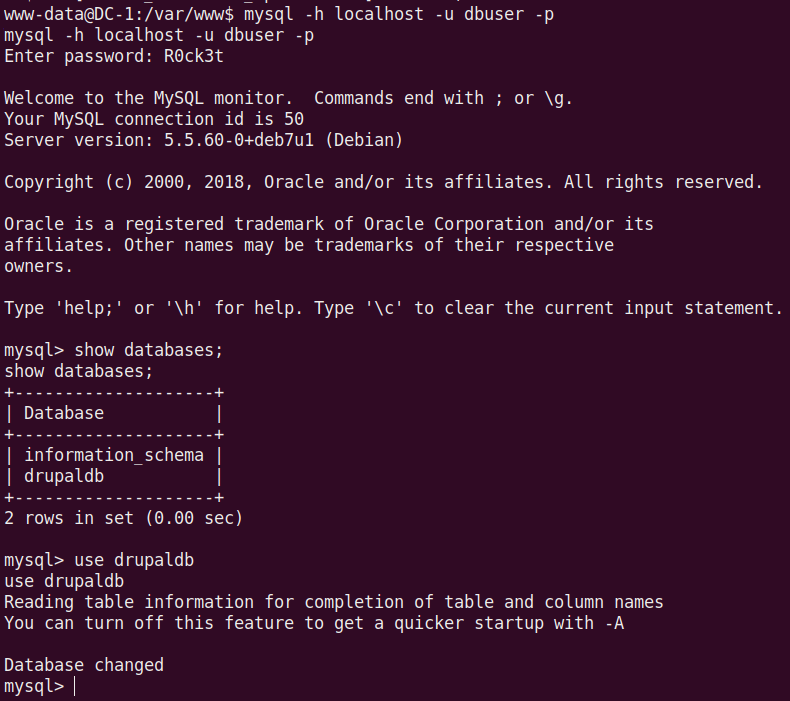 www-data@DC-1:/var/www$ mysql -h localhost -u dbuser -p
mysql -h localhost -u dbuser -p
Enter password: R0ck3t
Welcome to the MySQL monitor.  Commands end with ; or \g.
Your MySQL connection id is 50
Server version: 5.5.60-0+deb7u1 (Debian)
Copyright (c) 2000, 2018, Oracle and/or its affiliates. All rights reserved.
Oracle is a registered trademark of Oracle Corporation and/or its
affiliates. Other names may be trademarks of their respective
owners.
Type 'help;' or '\h' for help. Type '\c' to clear the current input statement.
mysql> show databases;
show databases;
+--------------------+
| Database           |
+--------------------+
| information_schema |
| drupaldb           |
+--------------------+
2 rows in set (0.00 sec)
mysql> use drupaldb
use drupaldb
Reading table information for completion of table and column names
You can turn off this feature to get a quicker startup with -A
Database changed
mysql>